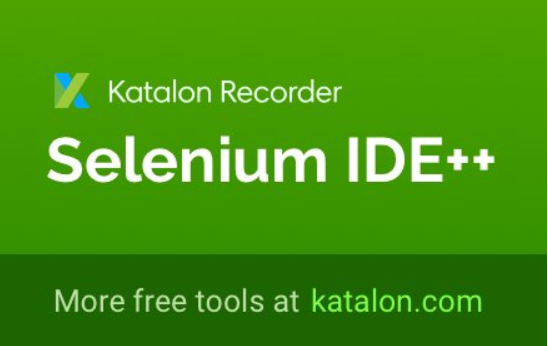 Katalon Recorder
Selenium IDE++
More free tools at katalon.com